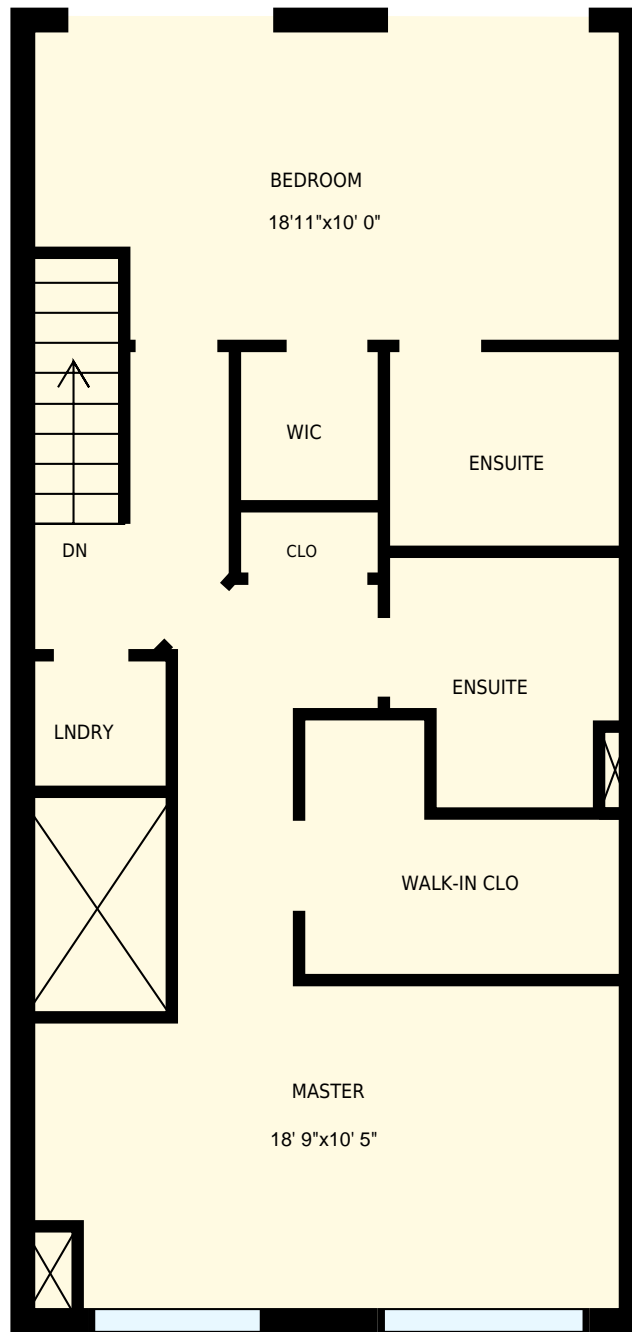 BEDROOM
18'11"x10' 0"
WIC
ENSUITE
DN
CLO
ENSUITE
LNDRY
WALK-IN CLO
MASTER
18' 9"x10' 5"